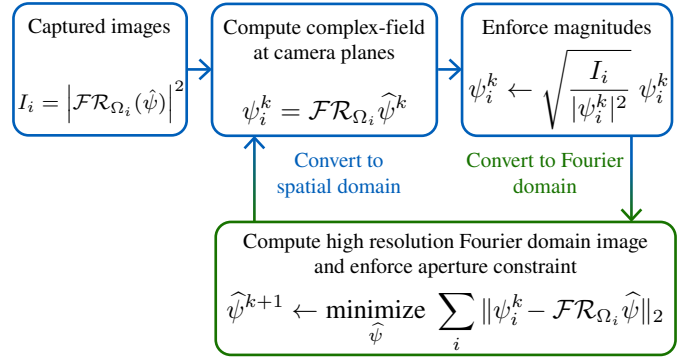 Captured images
I_i = |ℱℛ_{Ω_i}(ψ̂)|^2
Compute complex-field
at camera planes
ψ_i^k = ℱℛ_{Ω_i} ψ̂^k
Enforce magnitudes
ψ_i^k ← √(I_i / |ψ_i^k|^2) ψ_i^k
Convert to
spatial domain
Convert to Fourier
domain
Compute high resolution Fourier domain image
and enforce aperture constraint
ψ̂^{k+1} ← minimize_{ψ̂} ∑_i ‖ψ_i^k − ℱℛ_{Ω_i} ψ̂‖_2